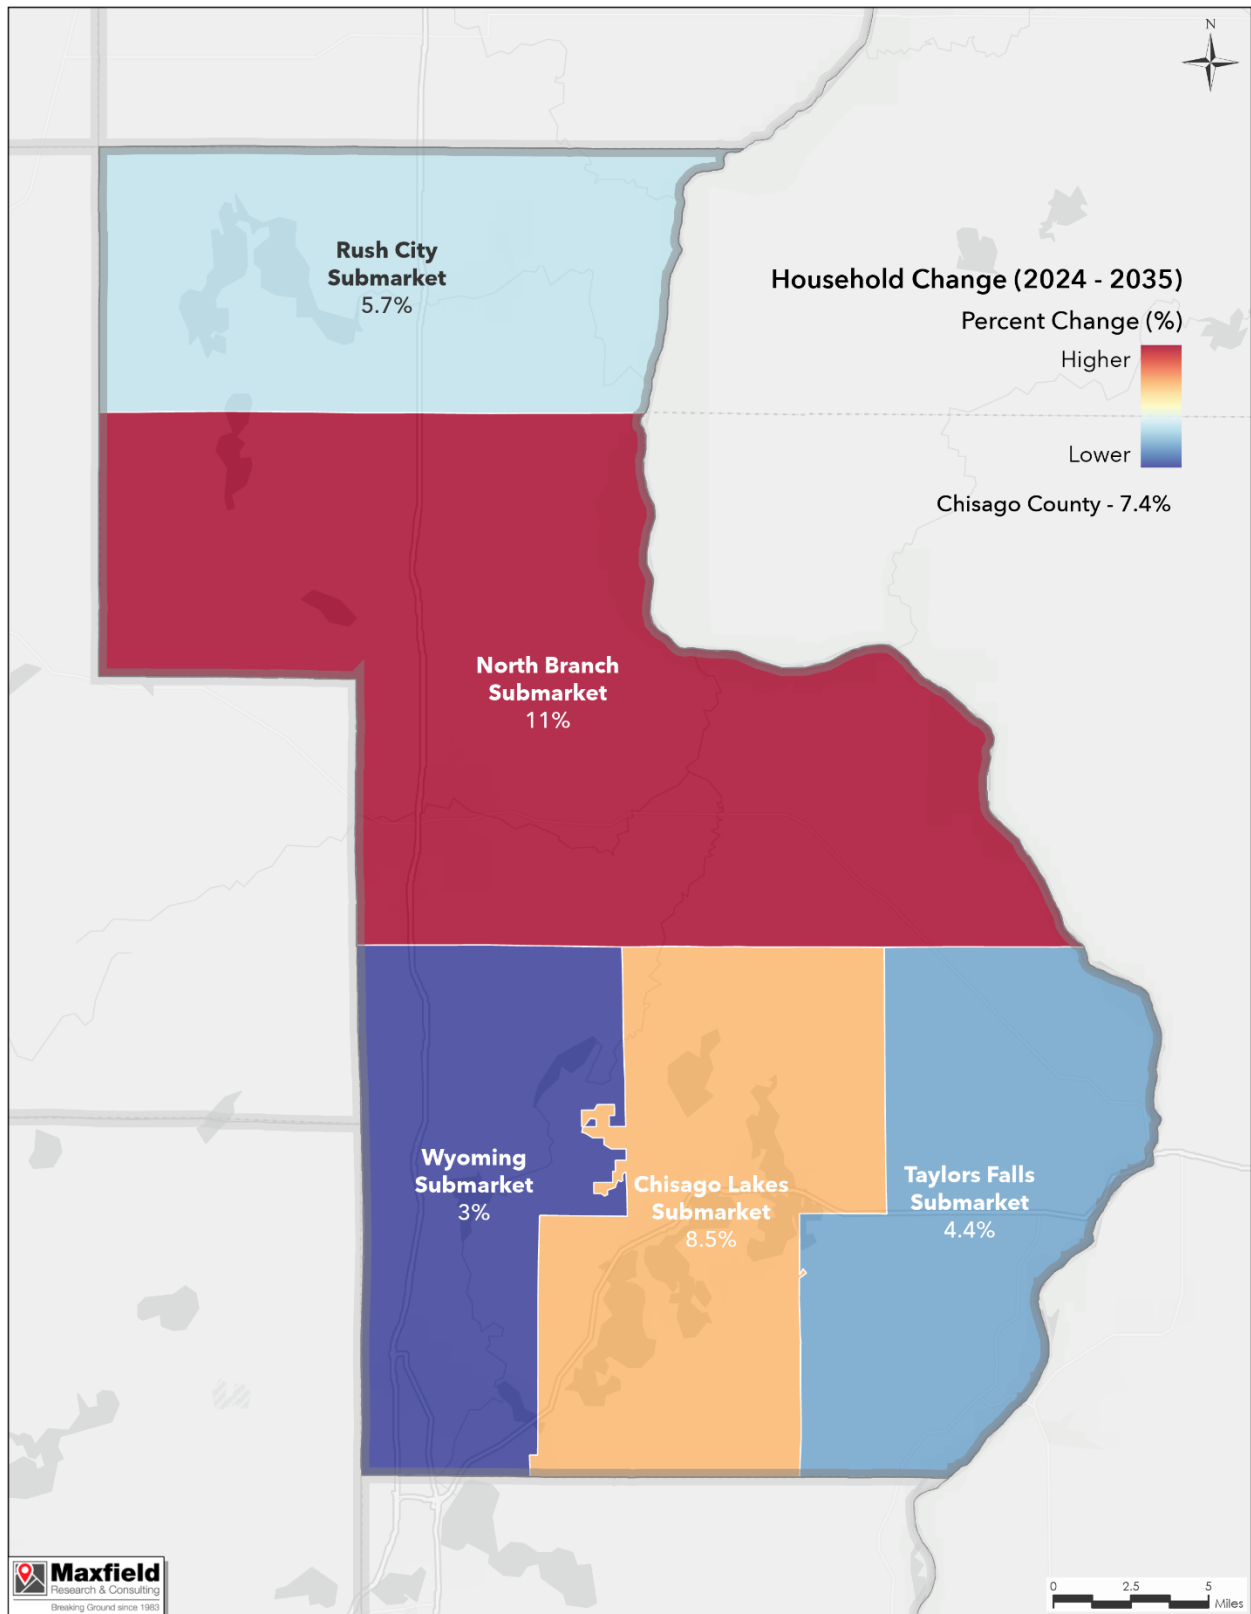 N
Rush City
Submarket
5.7%
Household Change (2024 - 2035)
Percent Change (%)
Higher
Lower
Chisago County - 7.4%
North Branch
Submarket
11%
Wyoming
Submarket
3%
Chisago Lakes
Submarket
8.5%
Taylors Falls
Submarket
4.4%
Maxfield
Research & Consulting
Breaking Ground since 1983
0 2.5 5
Miles